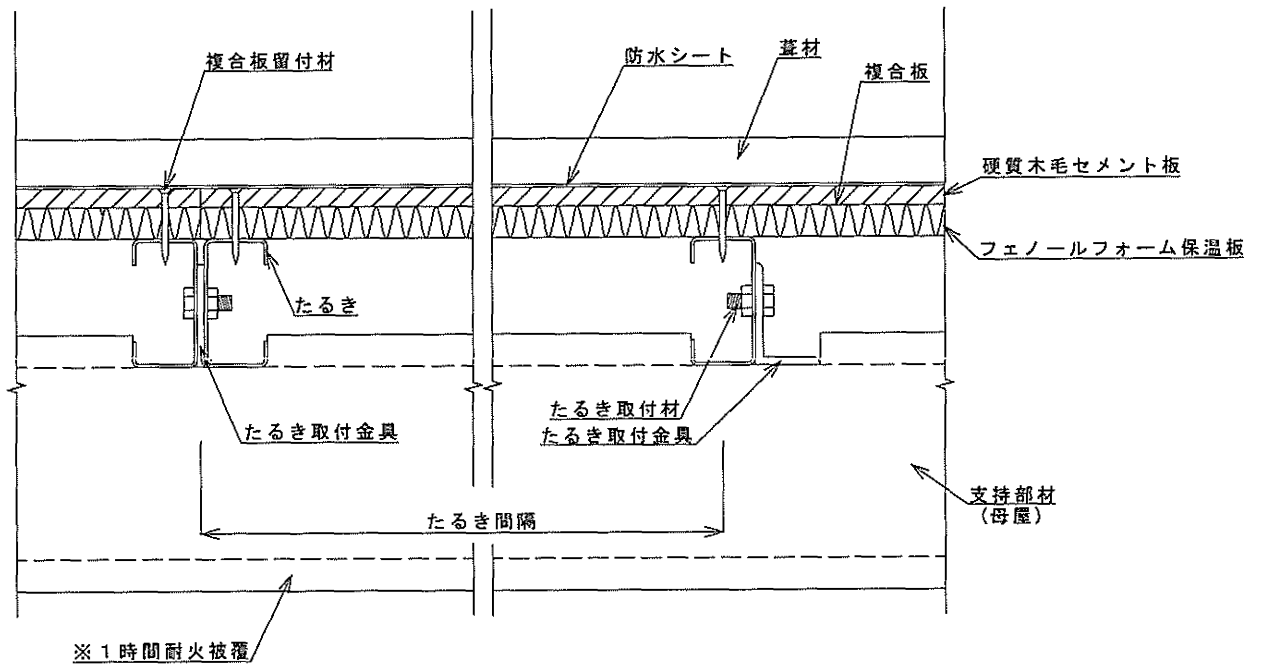 複合板留付材
防水シート
葺材
複合板
硬質木毛セメント板
フェノールフォーム保温板
たるき
たるき取付金具
たるき取付材
たるき取付金具
支持部材
(母屋)
たるき間隔
※1時間耐火被覆